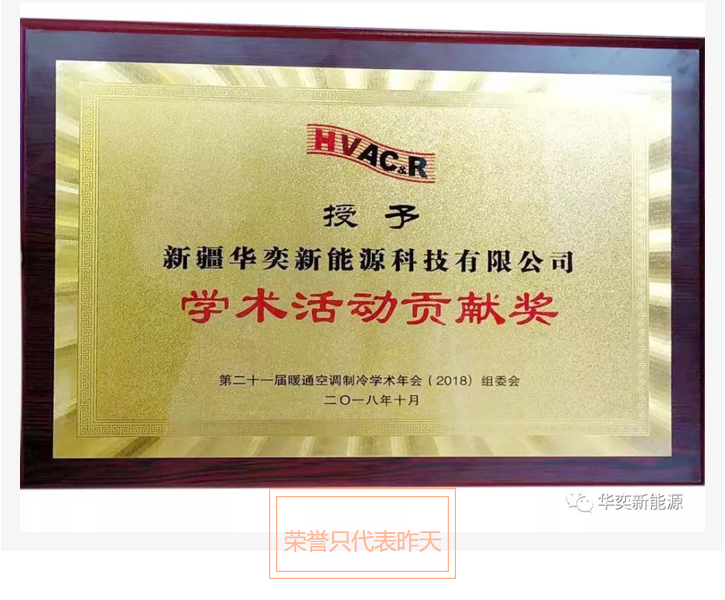 HVAC&R
授予
新疆华奕新能源科技有限公司
学术活动贡献奖
第二十一届暖通空调制冷学术年会（2018）组委会
二〇一八年十月
华奕新能源
荣誉只代表昨天